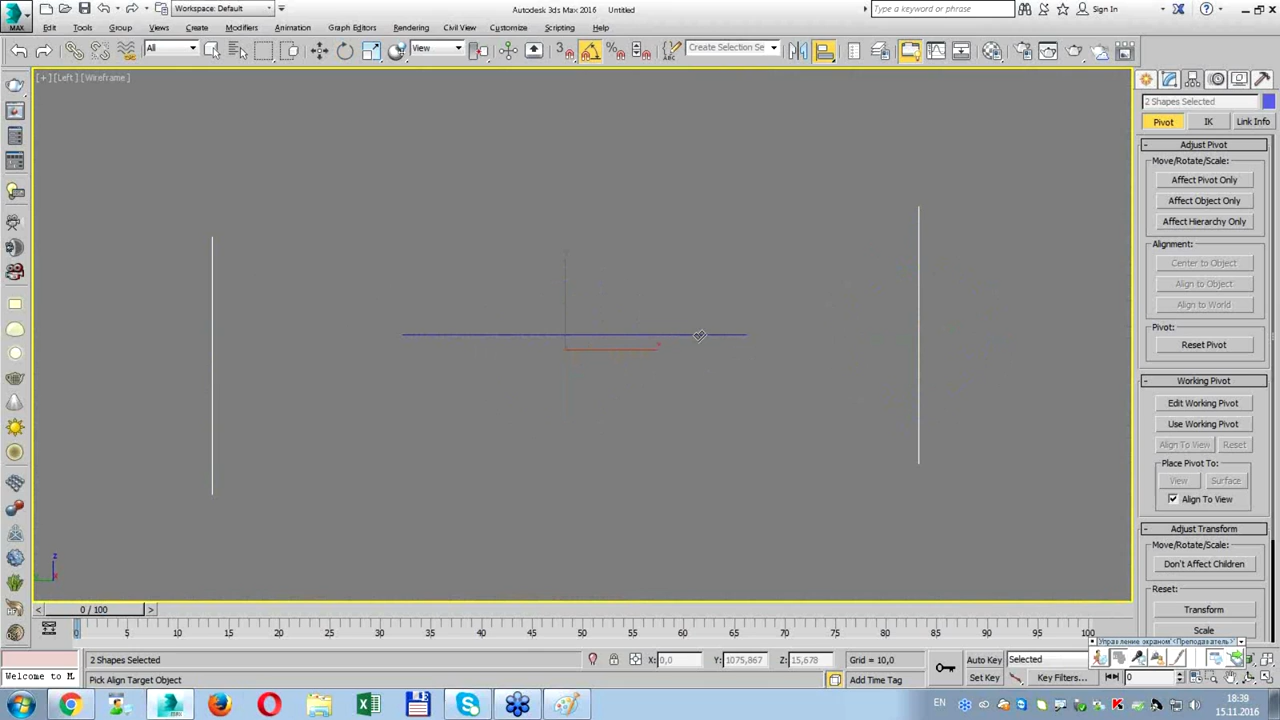 MAX
Workspace: Default
Autodesk 3ds Max 2016 Untitled
Type a keyword or phrase
Sign In
Edit Tools Group Views Create Modifiers Animation Graph Editors Rendering Civil View Customize Scripting Help
All
View
3
Create Selection Se
[+] [Left] [Wireframe]
2 Shapes Selected
Pivot IK Link Info
Adjust Pivot
Move/Rotate/Scale:
Affect Pivot Only
Affect Object Only
Affect Hierarchy Only
Alignment:
Center to Object
Align to Object
Align to World
Pivot:
Reset Pivot
Working Pivot
Edit Working Pivot
Use Working Pivot
Align To View Reset
Place Pivot To:
View Surface
Align To View
Adjust Transform
Move/Rotate/Scale:
Don't Affect Children
Reset:
Transform
Scale
z
0 / 100
0 5 10 15 20 25 30 35 40 45 50 55 60 65 70 75 80 85 90 95 100
Управление экраном "<Преподаватель>"
2 Shapes Selected
X: 0,0 Y: 1075,867 Z: 15,678 Grid = 10,0
Auto Key Selected
Welcome to M
Pick Align Target Object
Add Time Tag
Set Key Key Filters...
0
EN
18:39
15.11.2016